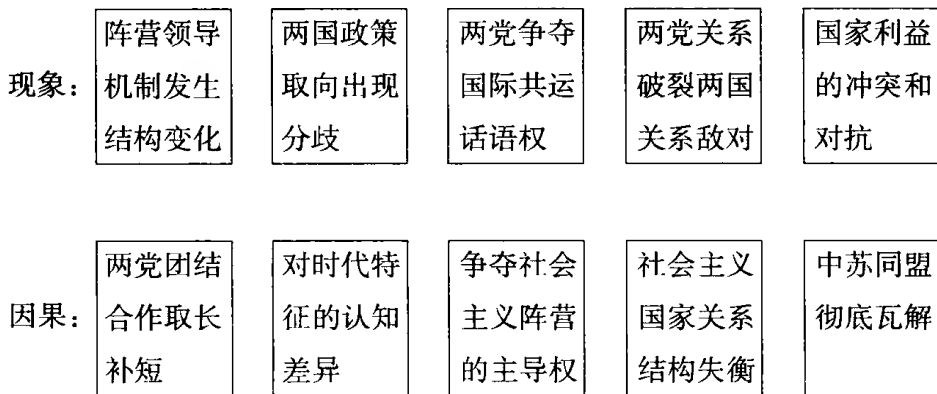 现象：
阵营领导
机制发生
结构变化
两国政策
取向出现
分歧
两党争夺
国际共运
话语权
两党关系
破裂两国
关系敌对
国家利益
的冲突和
对抗
因果：
两党团结
合作取长
补短
对时代特
征的认知
差异
争夺社会
主义阵营
的主导权
社会主义
国家关系
结构失衡
中苏同盟
彻底瓦解